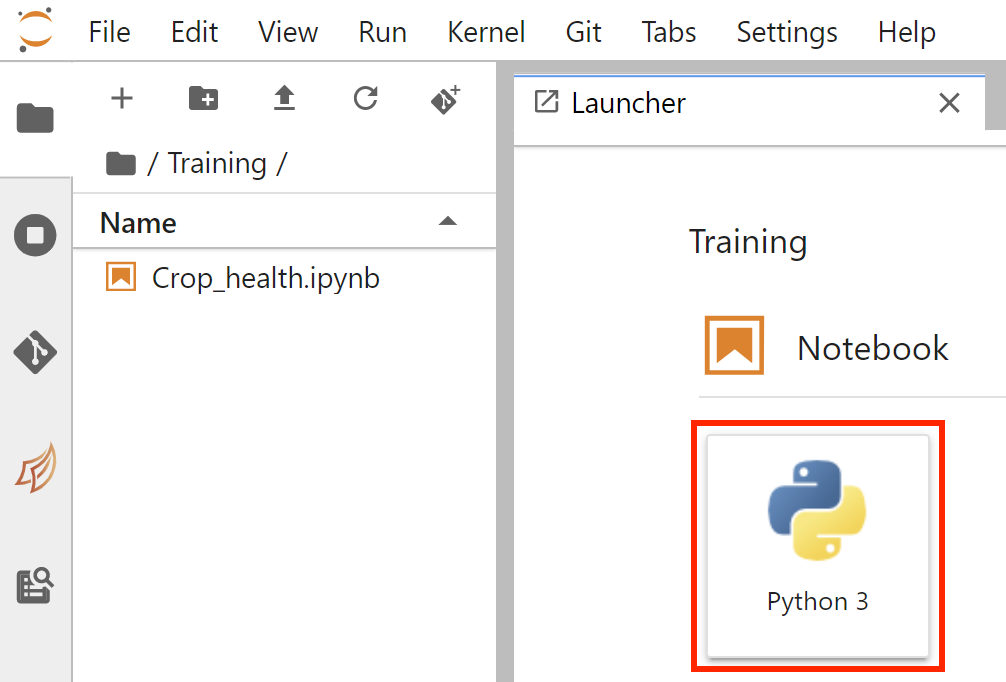 File Edit View Run Kernel Git Tabs Settings Help
Launcher
/ Training /
Name
Crop_health.ipynb
Training
Notebook
Python 3